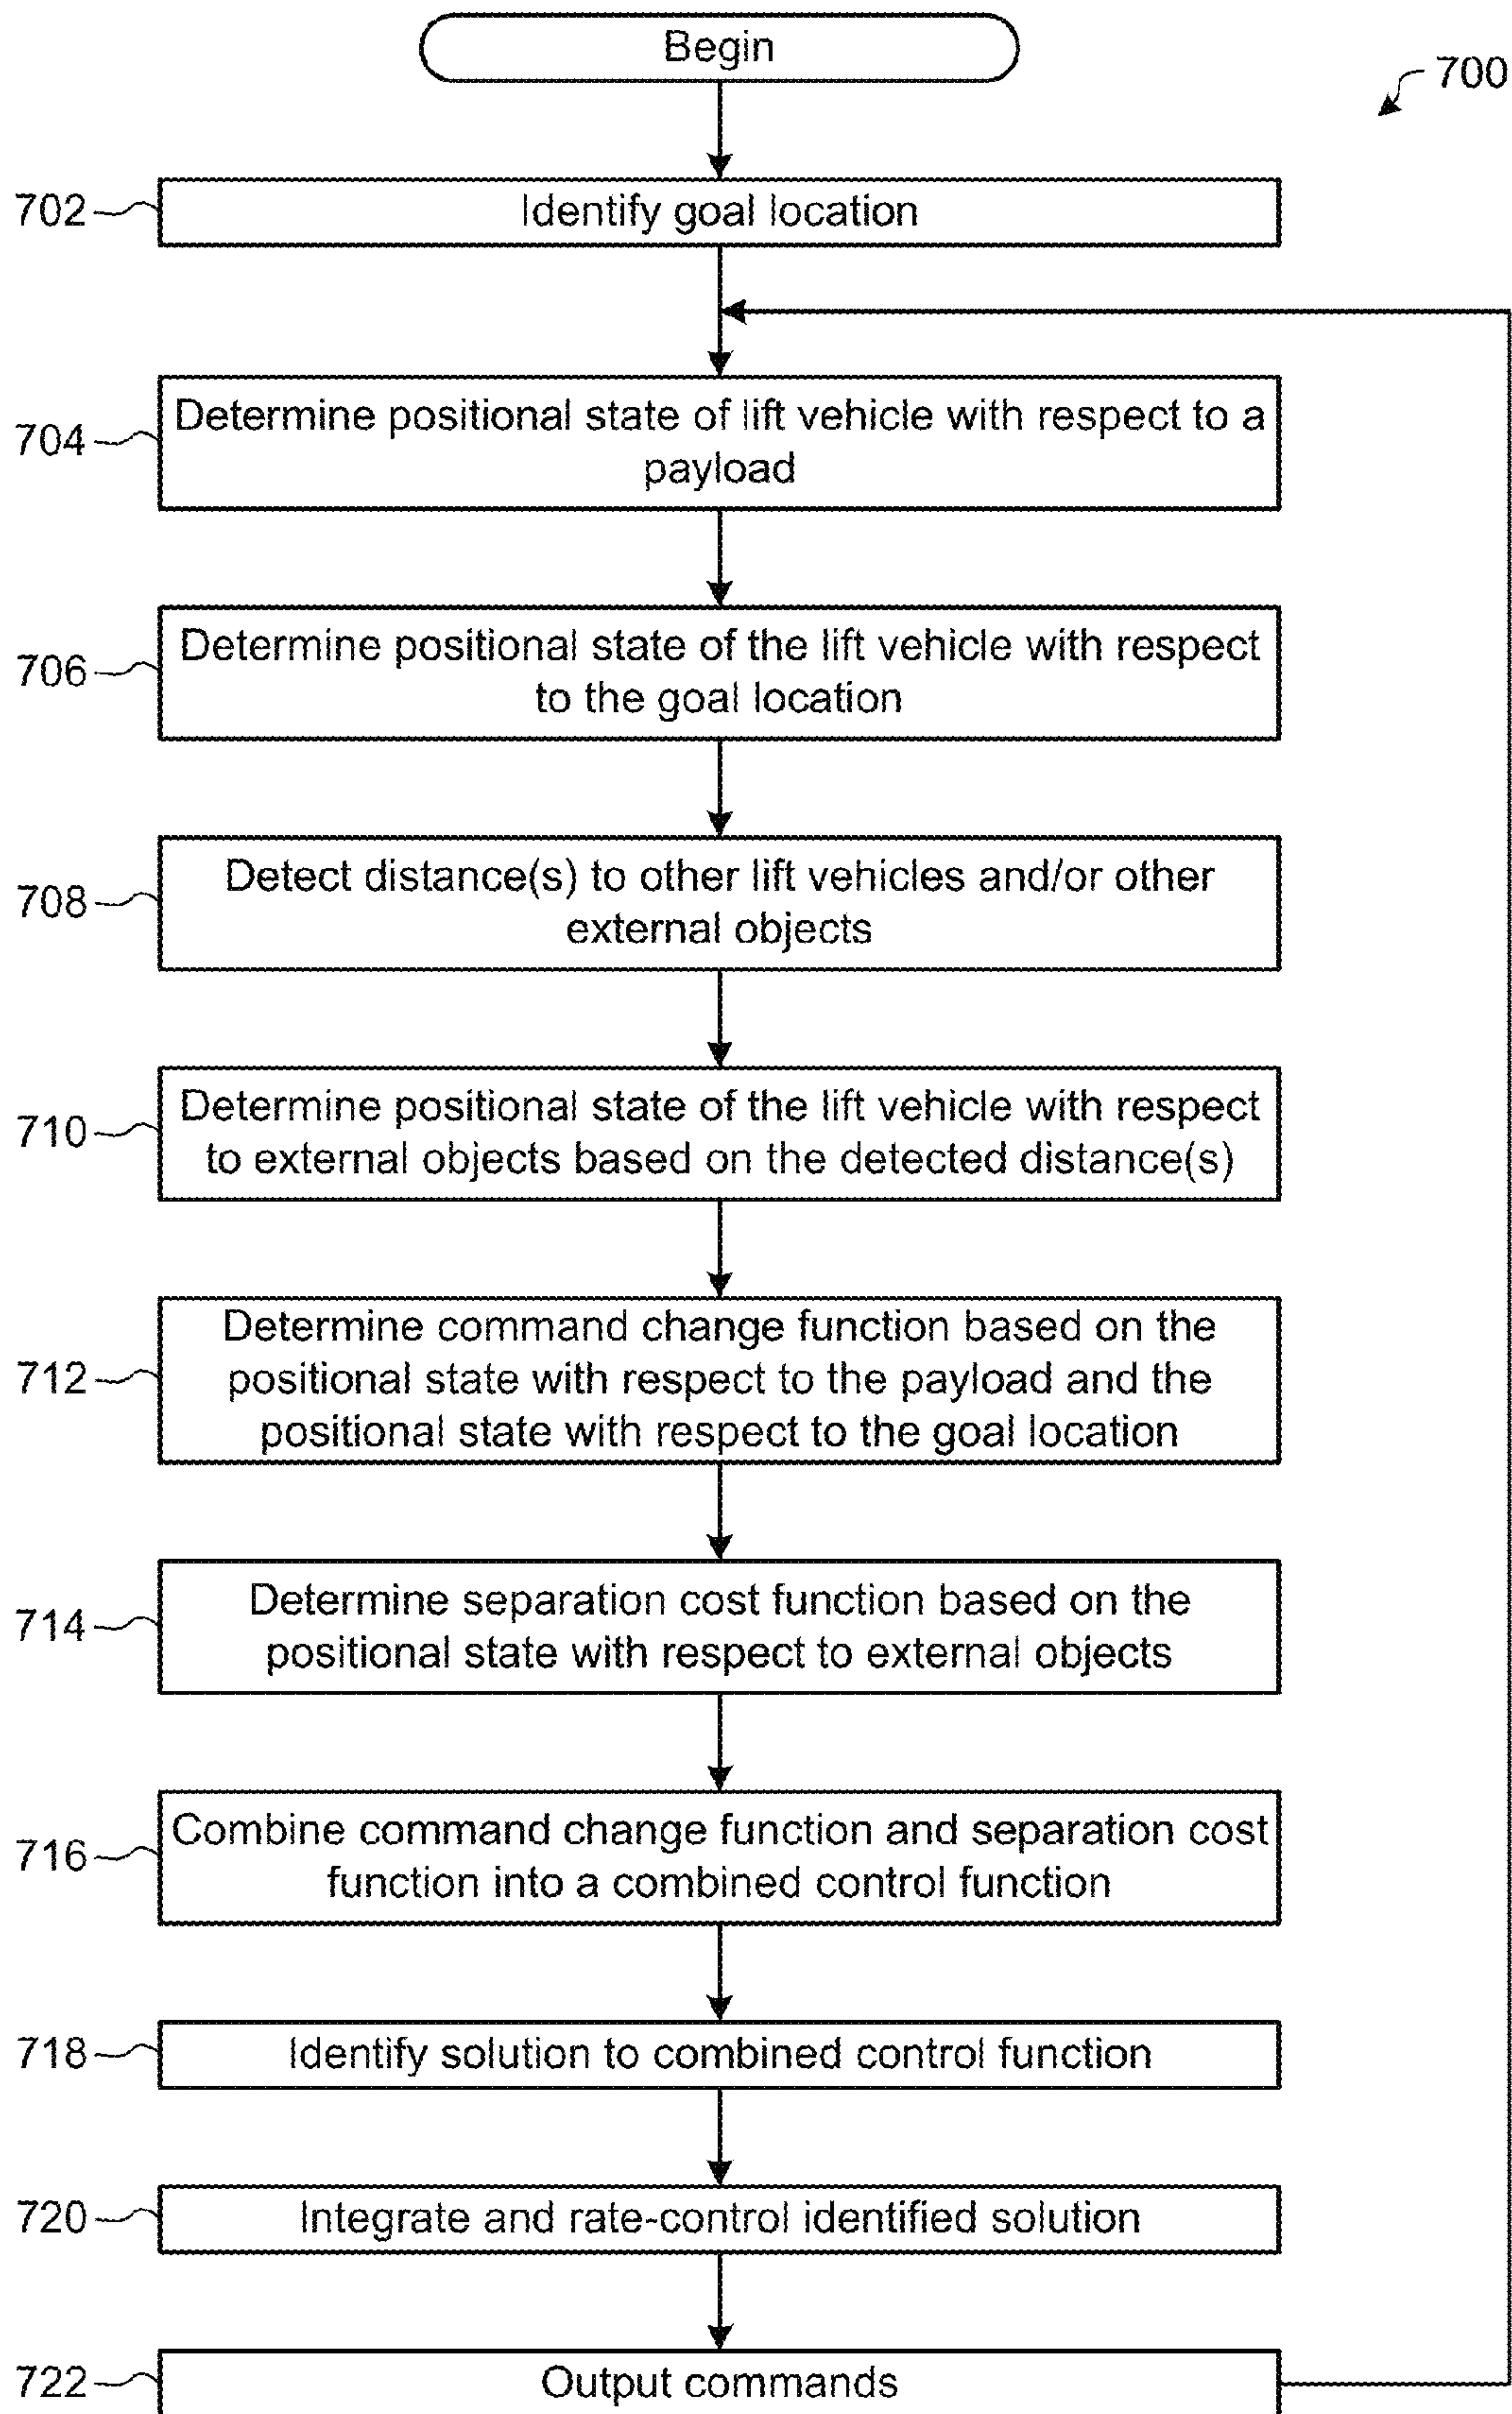 Begin
700
702
Identify goal location
704
Determine positional state of lift vehicle with respect to a
payload
706
Determine positional state of the lift vehicle with respect
to the goal location
708
Detect distance(s) to other lift vehicles and/or other
external objects
710
Determine positional state of the lift vehicle with respect
to external objects based on the detected distance(s)
712
Determine command change function based on the
positional state with respect to the payload and the
positional state with respect to the goal location
714
Determine separation cost function based on the
positional state with respect to external objects
716
Combine command change function and separation cost
function into a combined control function
718
Identify solution to combined control function
720
Integrate and rate-control identified solution
722
Output commands